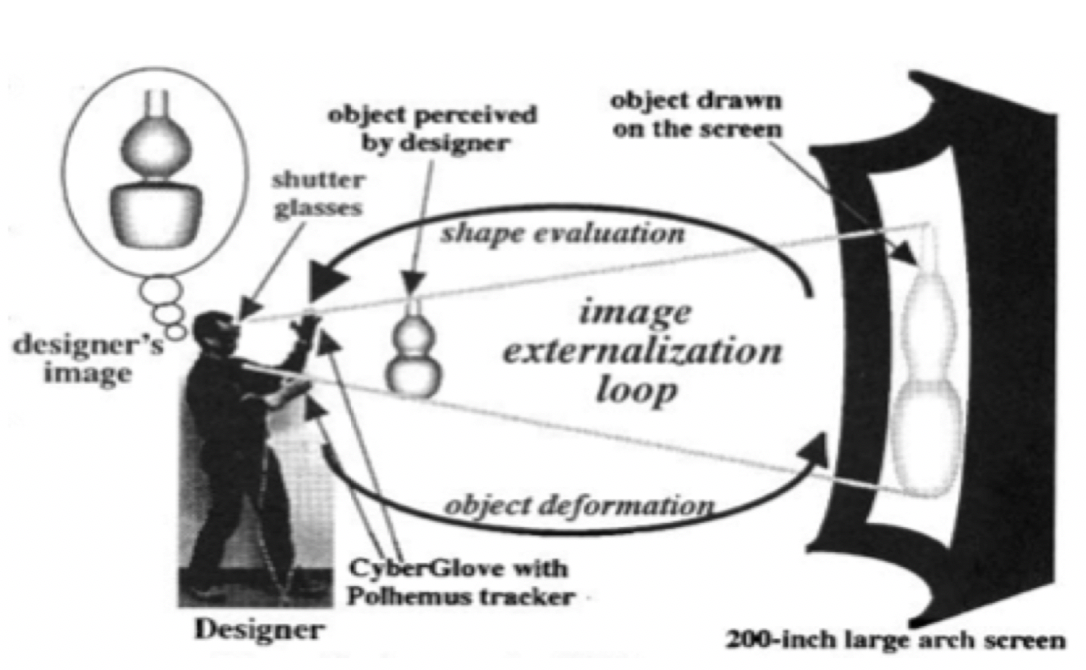 object perceived
by designer
object drawn
on the screen
shutter
glasses
shape evaluation
image
externalization
loop
designer's
image
object deformation
CyberGlove with
Polhemus tracker
Designer
200-inch large arch screen